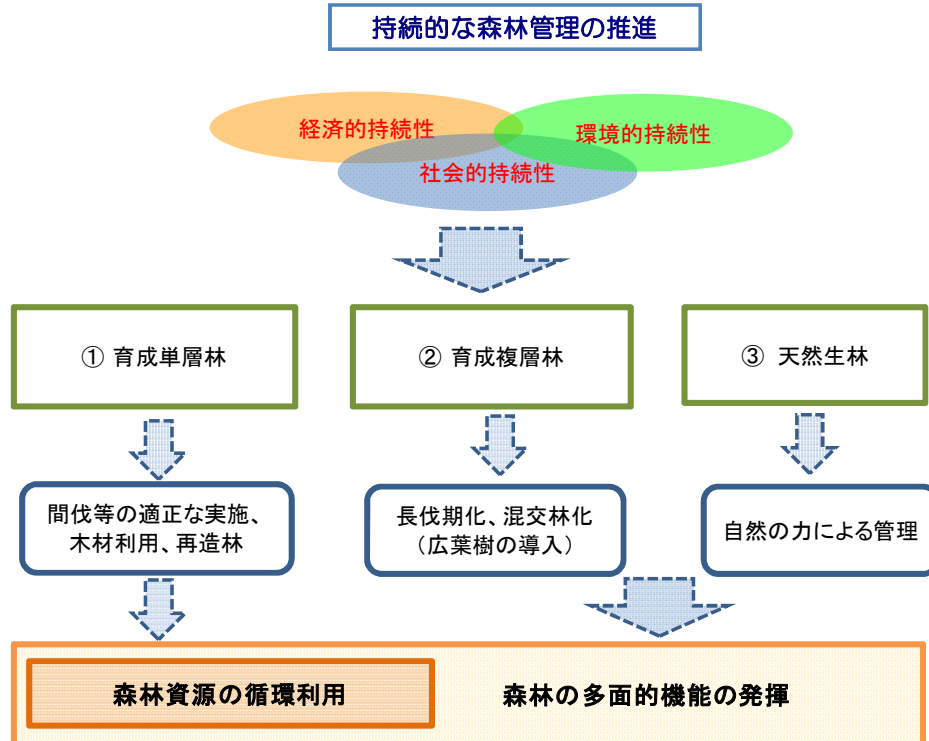 持続的な森林管理の推進
経済的持続性
環境的持続性
社会的持続性
① 育成単層林
② 育成複層林
③ 天然生林
間伐等の適正な実施、
木材利用、再造林
長伐期化、混交林化
（広葉樹の導入）
自然の力による管理
森林資源の循環利用
森林の多面的機能の発揮